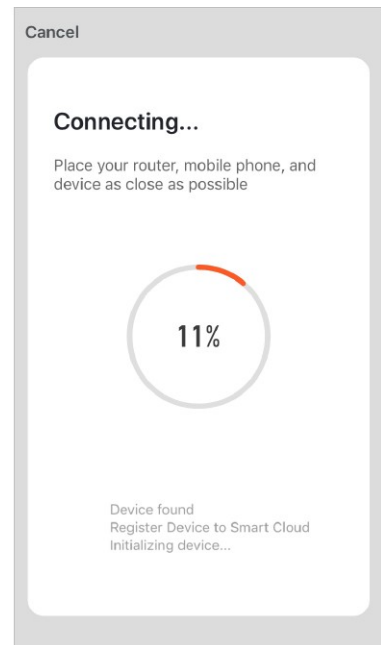 Cancel
Connecting...
Place your router, mobile phone, and
device as close as possible
11%
Device found
Register Device to Smart Cloud
Initializing device...